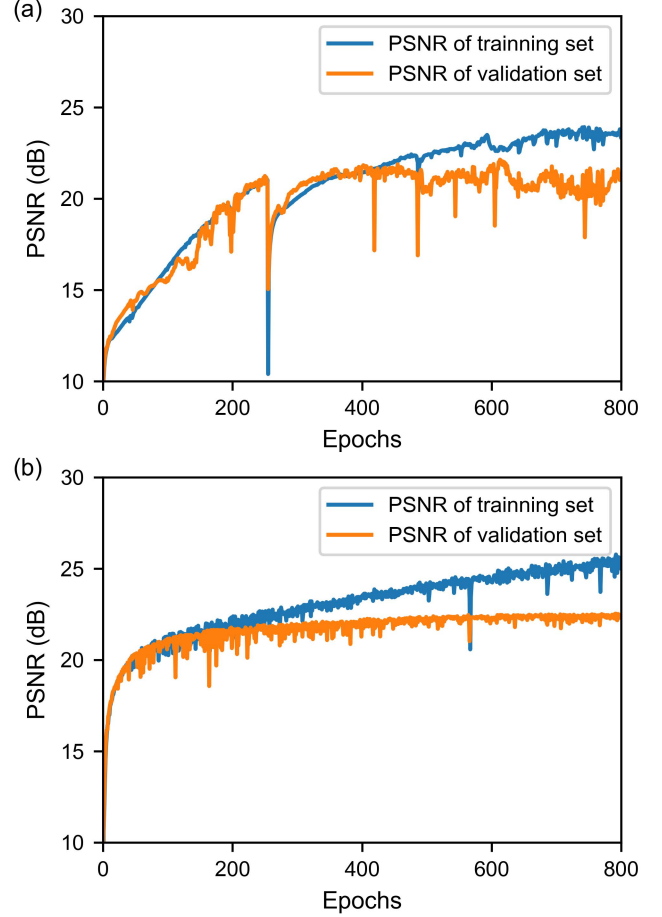 (a)
30
25
20
15
10
PSNR (dB)
PSNR of trainning set
PSNR of validation set
0 200 400 600 800
Epochs
(b)
30
25
20
15
10
PSNR (dB)
PSNR of trainning set
PSNR of validation set
0 200 400 600 800
Epochs